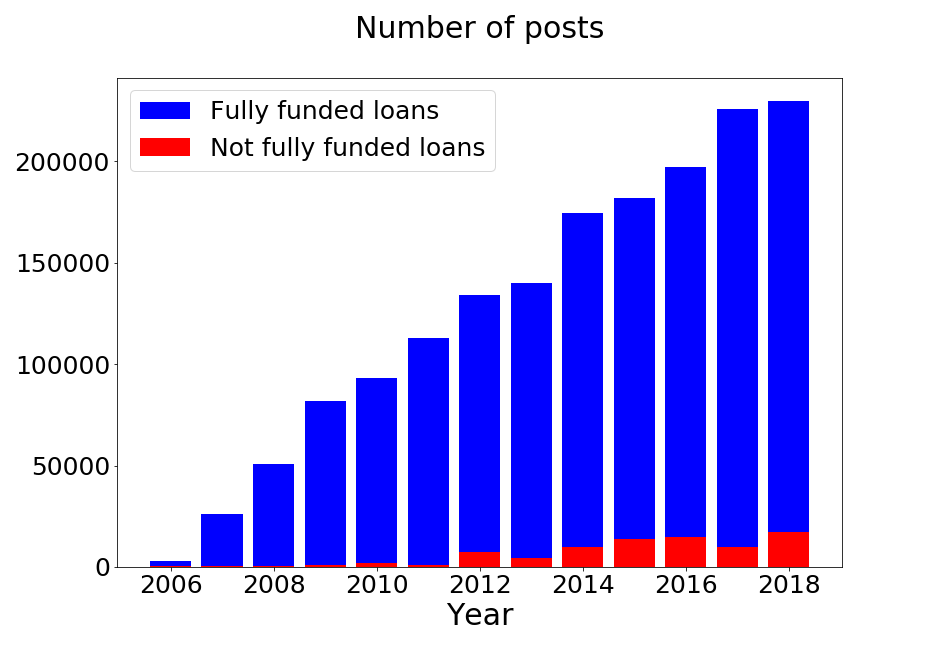 Number of posts
Fully funded loans
Not fully funded loans
200000
150000
100000
50000
0
2006 2008 2010 2012 2014 2016 2018
Year